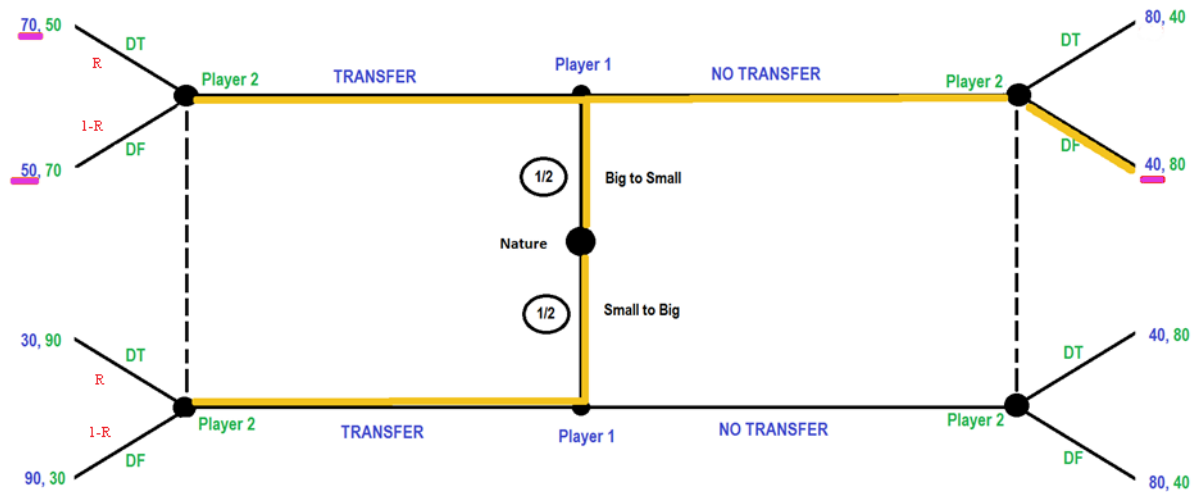 70, 50
DT
R
Player 2
TRANSFER
Player 1
NO TRANSFER
Player 2
DT
80, 40
1-R
DF
50, 70
DF
40, 80
1/2
Big to Small
Nature
1/2
Small to Big
30, 90
DT
R
Player 2
TRANSFER
Player 1
NO TRANSFER
Player 2
DT
40, 80
1-R
DF
90, 30
DF
80, 40